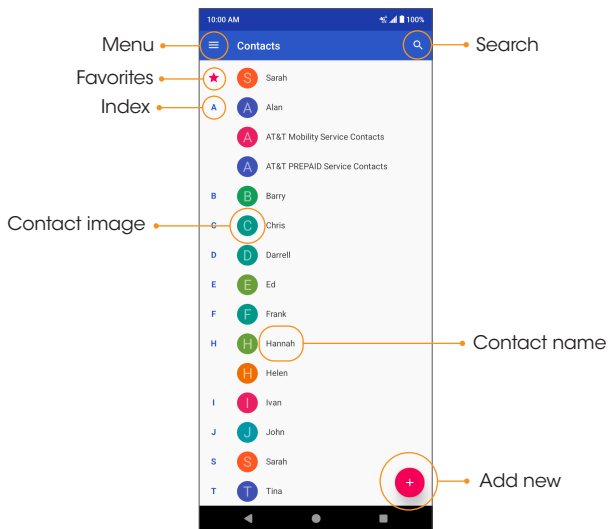 10:00 AM 100%
Menu Contacts Search
Favorites S Sarah
Index A A Alan
A AT&T Mobility Service Contacts
A AT&T PREPAID Service Contacts
B B Barry
Contact image C C Chris
D D Darrell
E E Ed
F F Frank
H H Hannah Contact name
H Helen
I I Ivan
J J John
S S Sarah
+ Add new
T T Tina